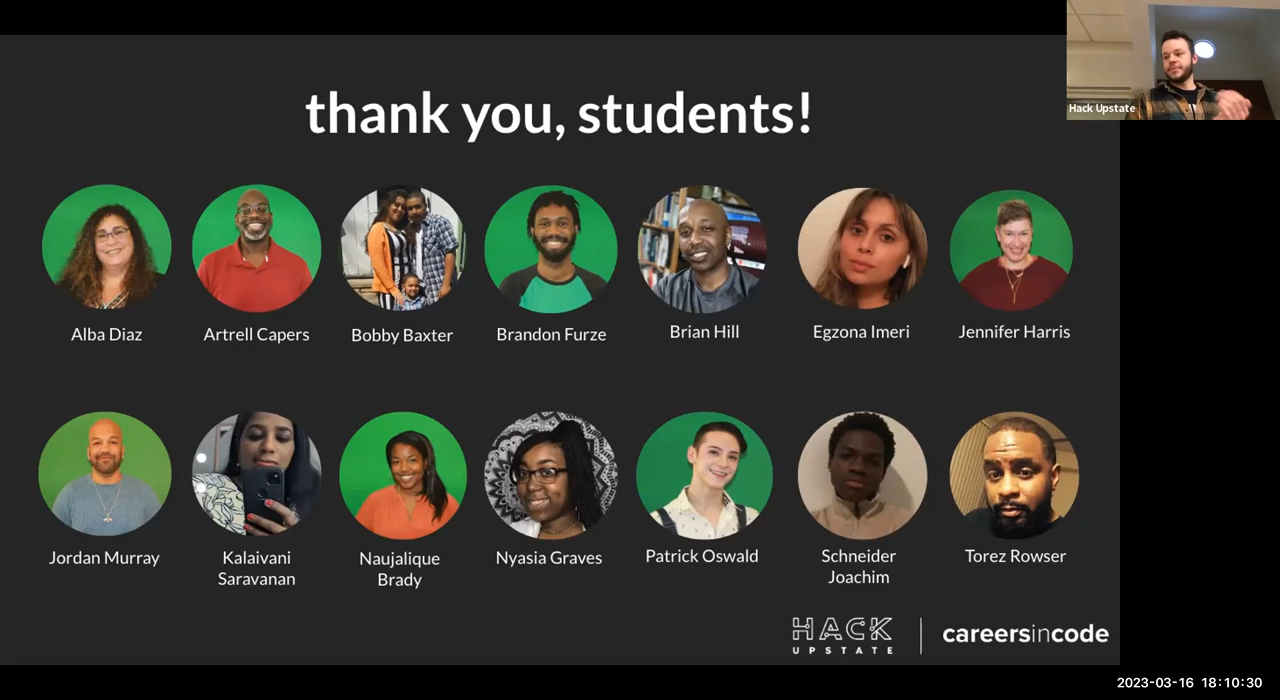 thank you, students!
Hack Upstate
Alba Diaz
Artrell Capers
Bobby Baxter
Brandon Furze
Brian Hill
Egzona Imeri
Jennifer Harris
Jordan Murray
Kalaivani
Saravanan
Naujalique
Brady
Nyasia Graves
Patrick Oswald
Schneider
Joachim
Torez Rowser
HACK
UPSTATE
careersincode
2023-03-16 18:10:30